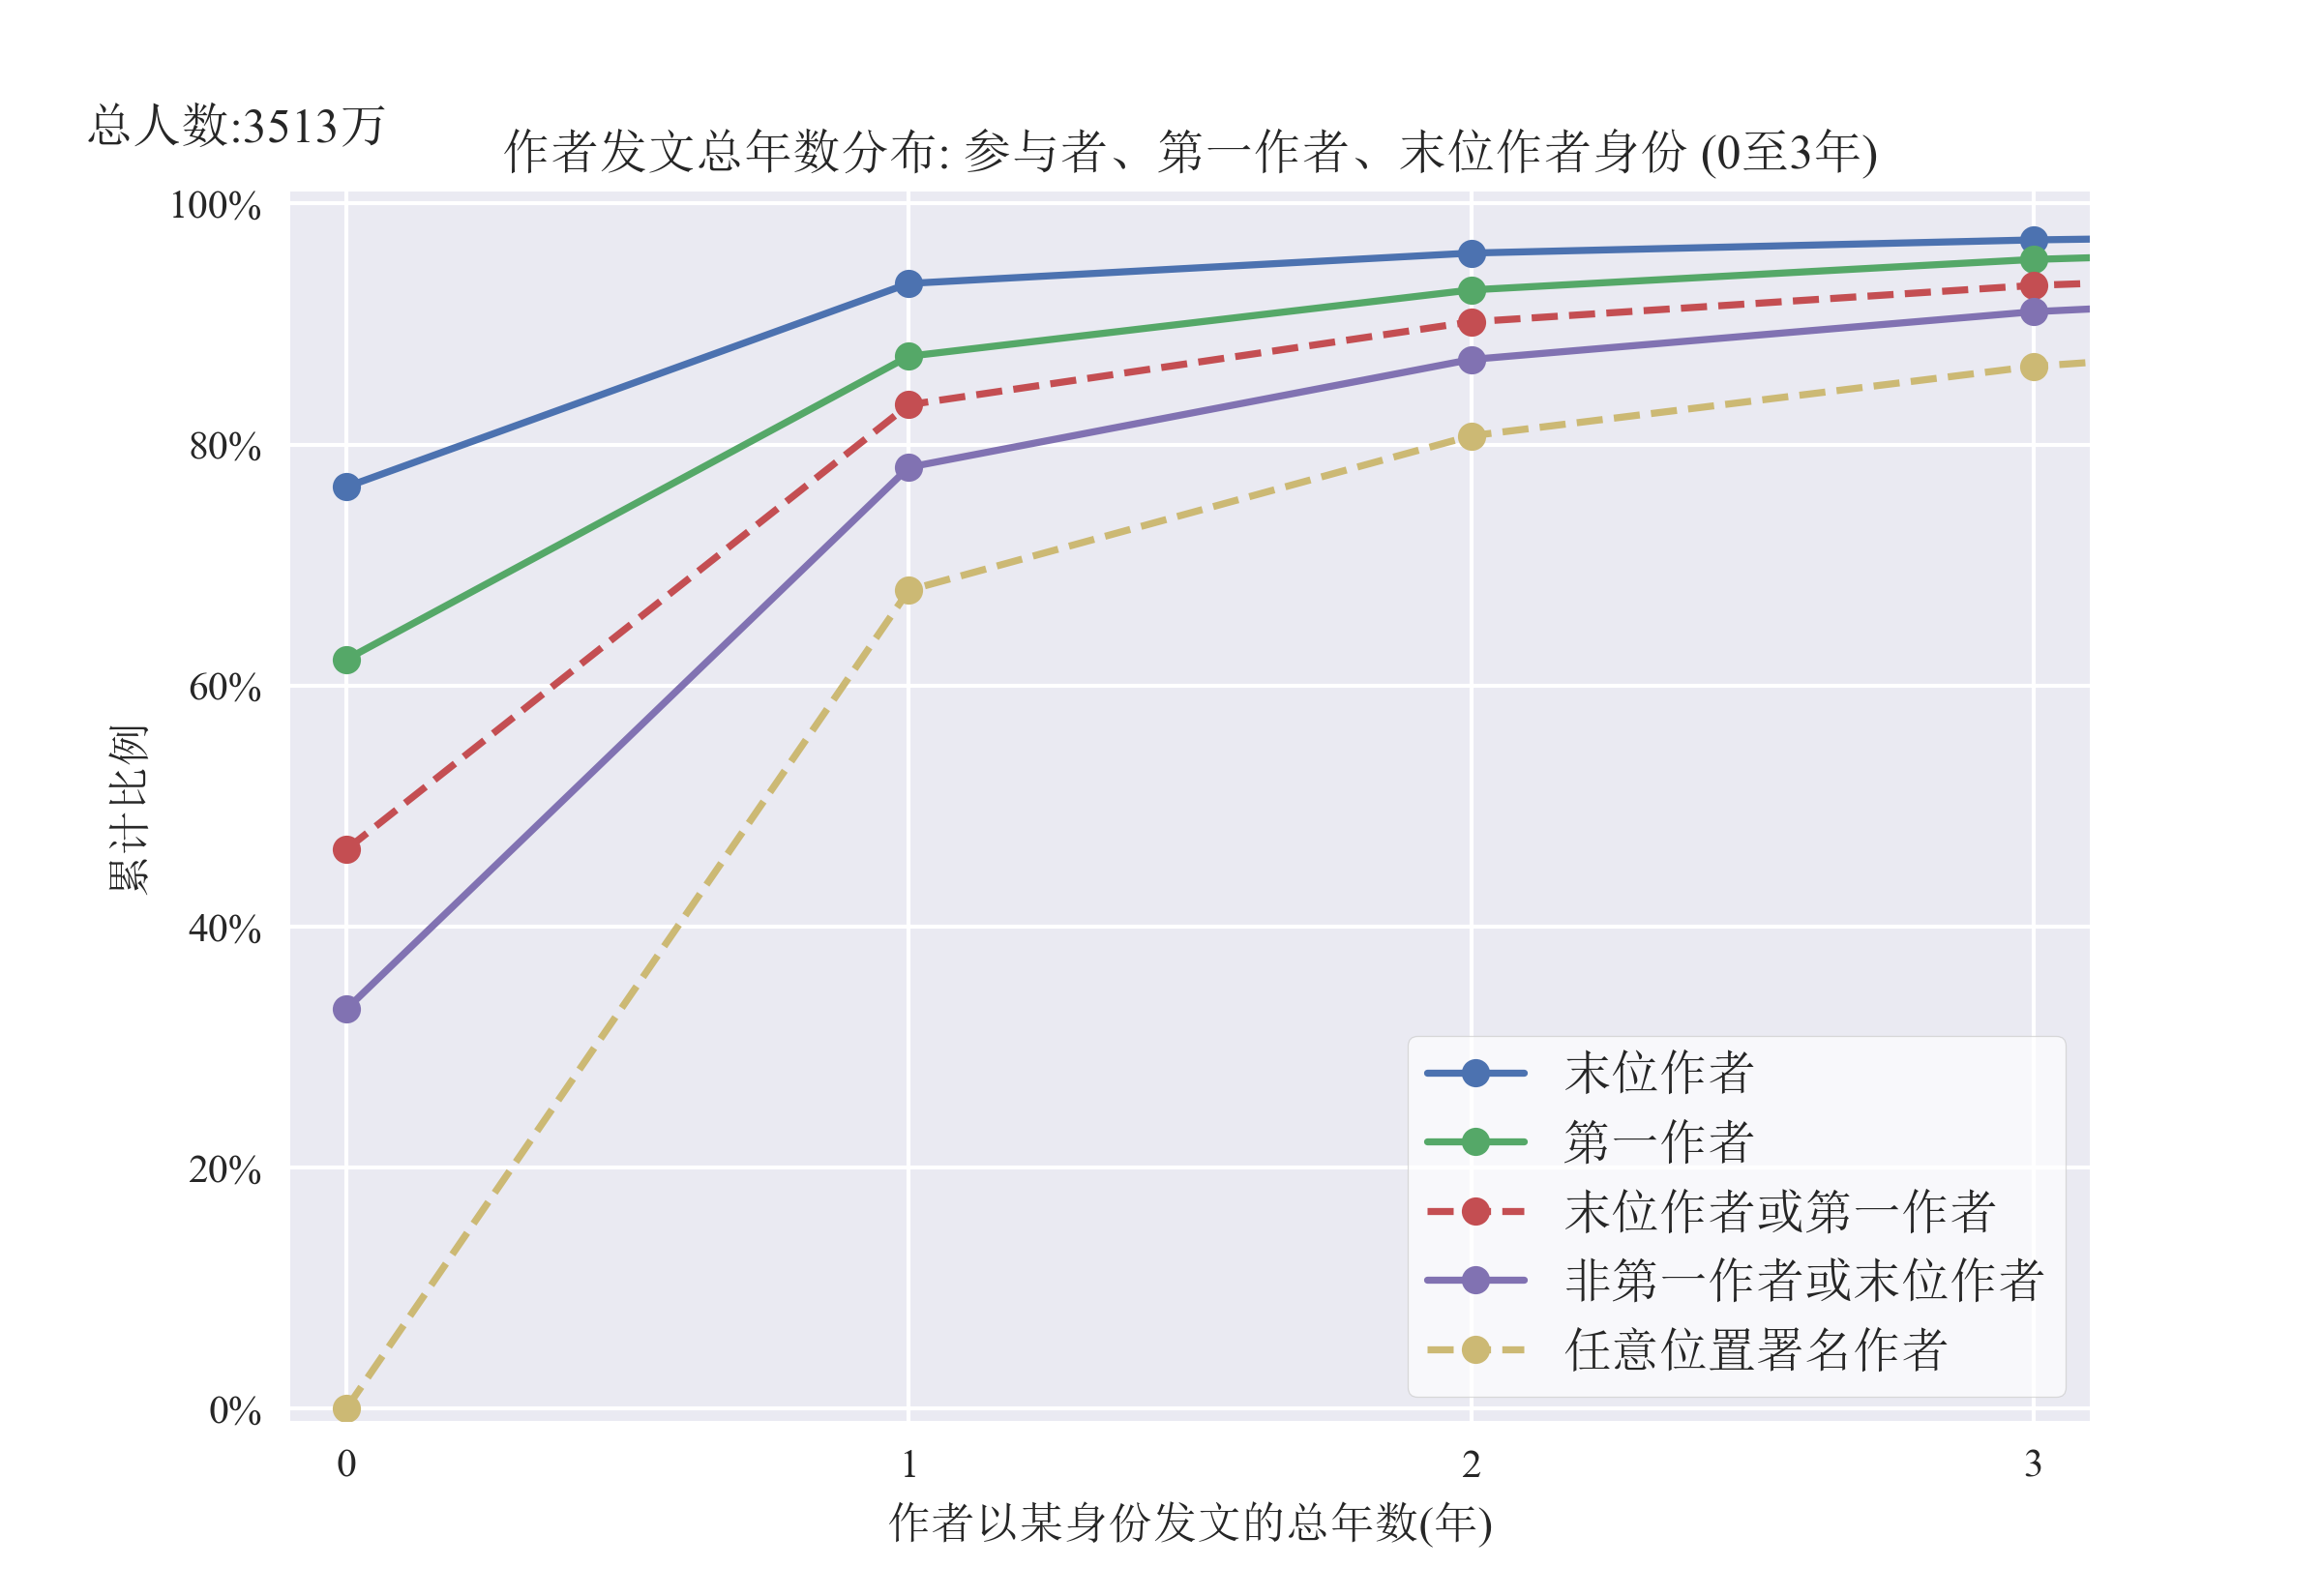 总人数:3513万
作者发文总年数分布: 参与者、第一作者、末位作者身份 (0至3年)
100%
80%
60%
40%
20%
0%
累计比例
0
1
2
3
作者以某身份发文的总年数(年)
末位作者
第一作者
末位作者或第一作者
非第一作者或末位作者
任意位置署名作者